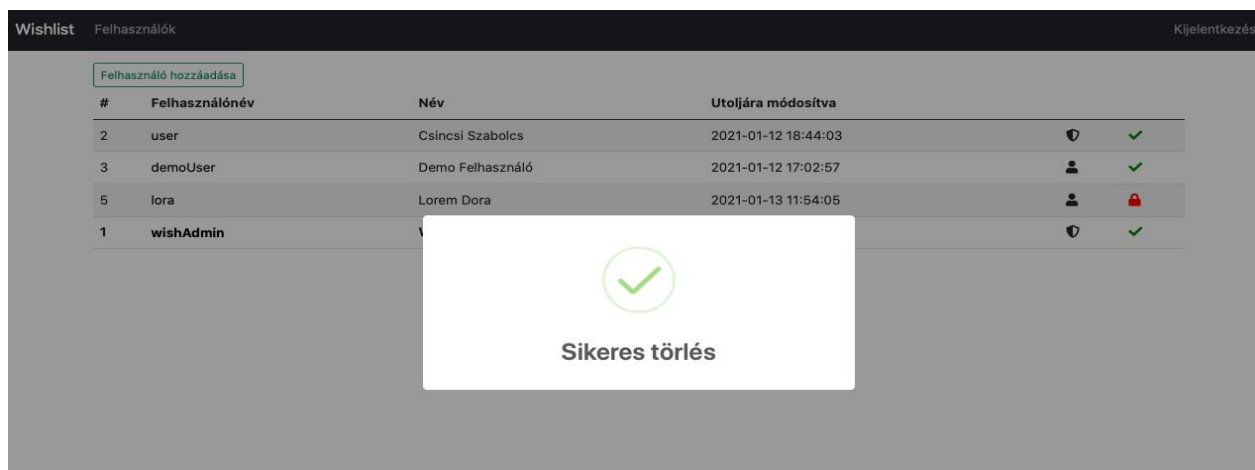 Wishlist Felhasználók Kijelentkezés
Felhasználó hozzáadása
# Felhasználónév Név Utoljára módosítva
2 user Csincsi Szabolcs 2021-01-12 18:44:03
3 demoUser Demo Felhasználó 2021-01-12 17:02:57
5 lora Lorem Dora 2021-01-13 11:54:05
1 wishAdmin
Sikeres törlés